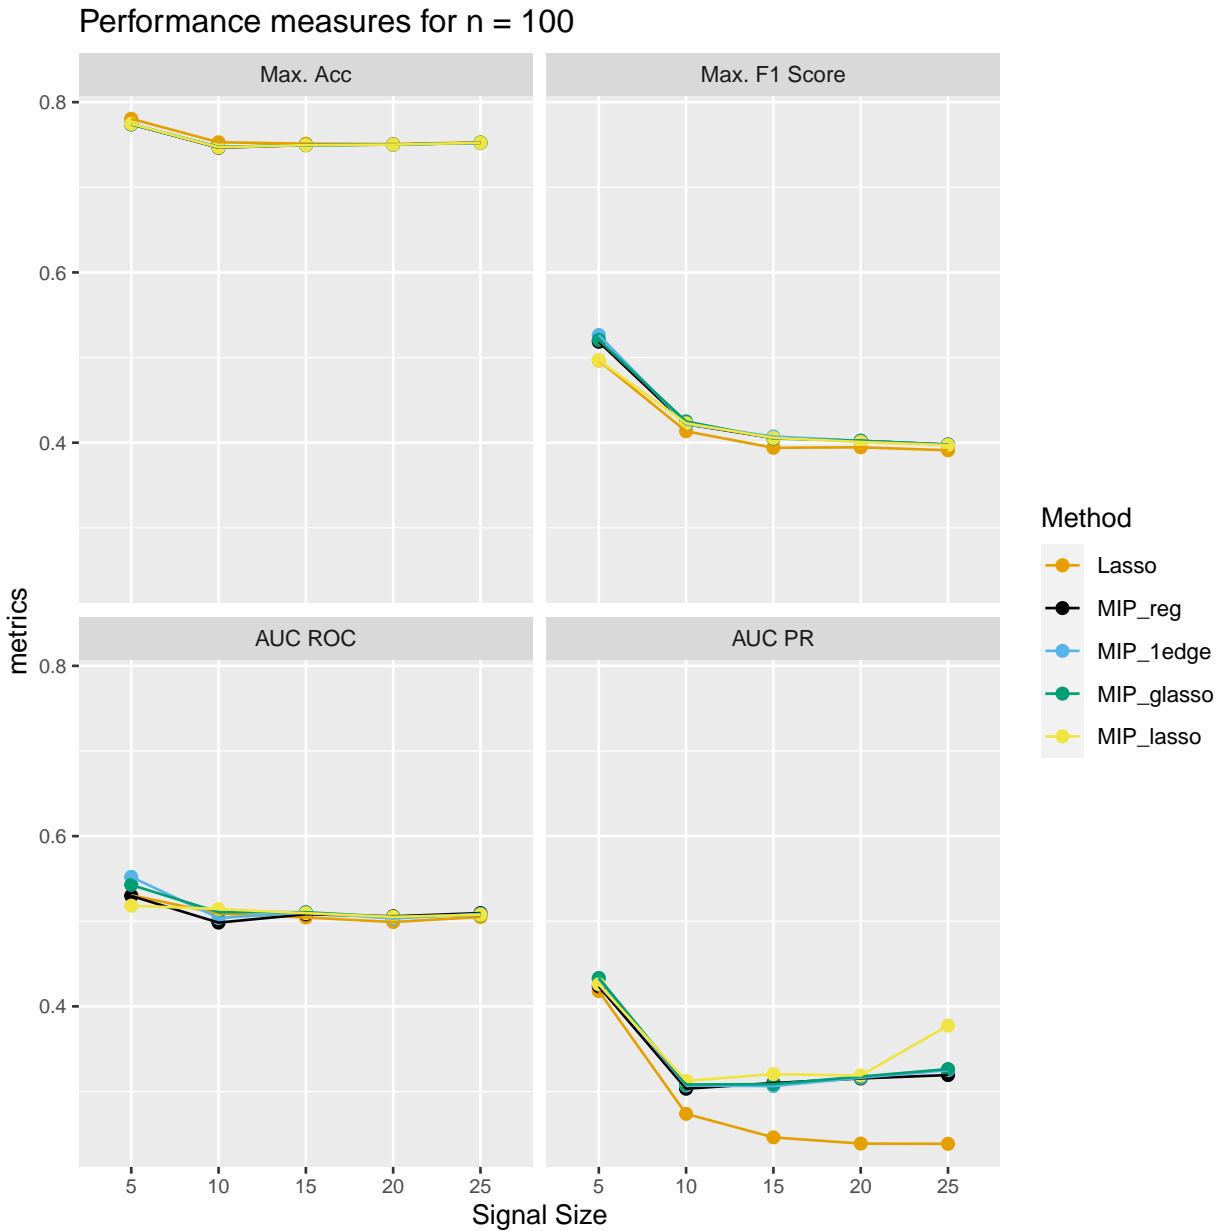 Performance measures for n = 100
Max. Acc
Max. F1 Score
0.8
0.6
0.4
AUC ROC
AUC PR
0.8
0.6
0.4
5
10
15
20
25
5
10
15
20
25
Signal Size
metrics
Method
Lasso
MIP_reg
MIP_1edge
MIP_glasso
MIP_lasso